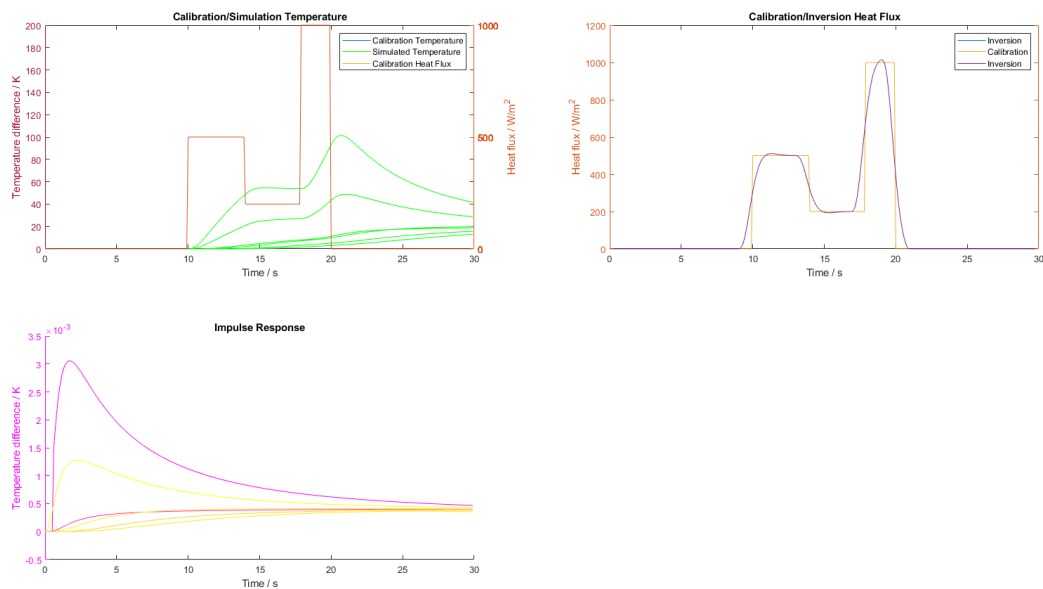 Calibration/Simulation Temperature
200
180
160
140
120
100
80
60
40
20
0
Temperature difference / K
1000
500
0
Heat flux / W/m²
Calibration Temperature
Simulated Temperature
Calibration Heat Flux
0 5 10 15 20 25 30
Time / s
Calibration/Inversion Heat Flux
1200
1000
800
600
400
200
0
Heat flux / W/m²
Inversion
Calibration
Inversion
0 5 10 15 20 25 30
Time / s
Impulse Response
×10⁻³
3.5
3
2.5
2
1.5
1
0.5
0
-0.5
Temperature difference / K
0 5 10 15 20 25 30
Time / s